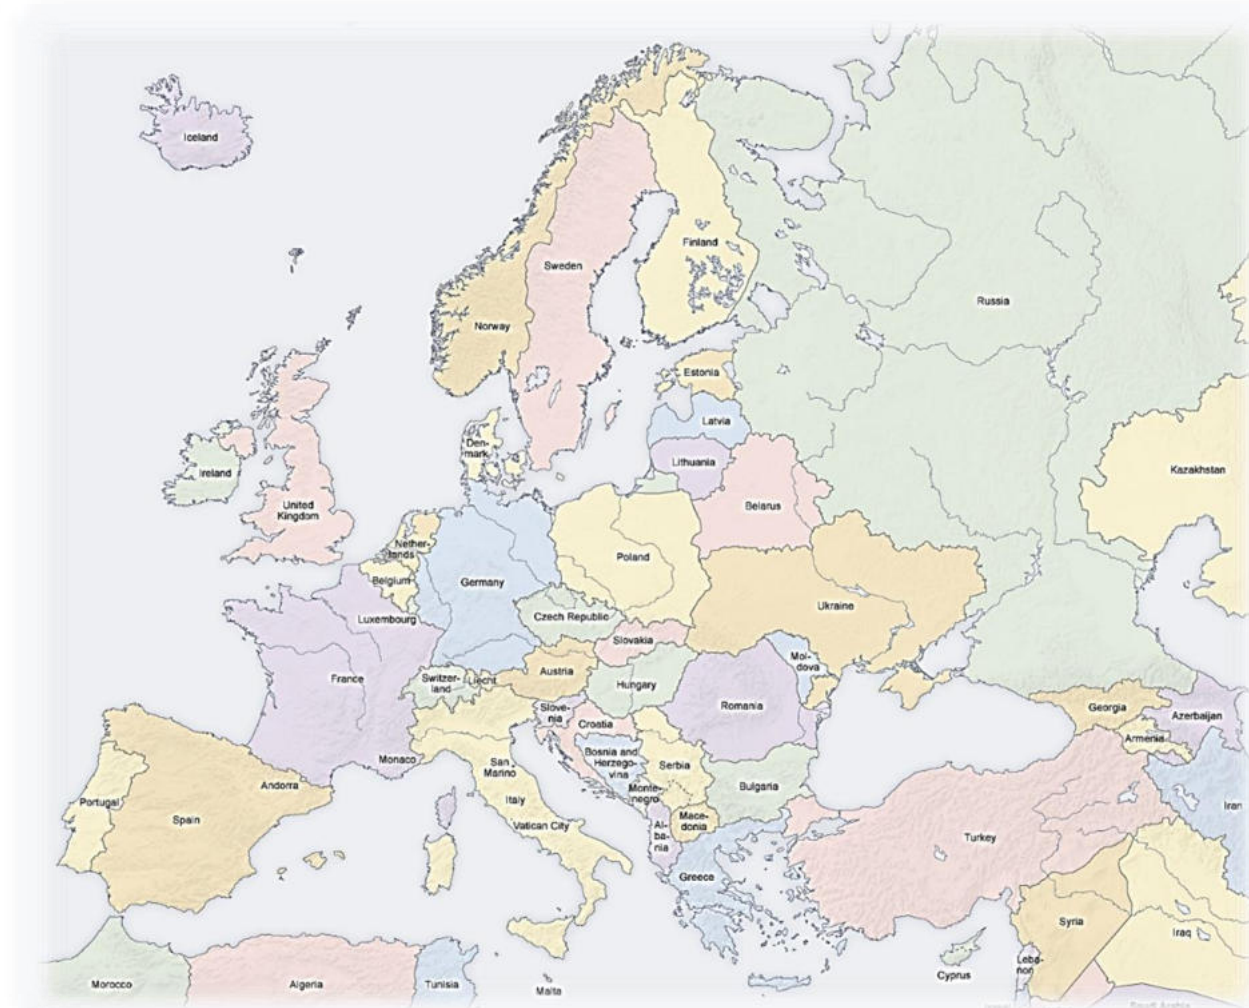 Iceland
Finland
Sweden
Russia
Norway
Estonia
Latvia
Den-
mark
Lithuania
Ireland
Kazakhstan
United
Kingdom
Belarus
Nether-
lands
Poland
Belgium
Germany
Ukraine
Czech Republic
Luxembourg
Slovakia
Mol-
dova
Austria
France
Switzer-
land
Liecht.
Hungary
Romania
Georgia
Slove-
nia
Azerbaijan
Croatia
Armenia
Bosnia and
Herzego-
vina
Monaco
San
Marino
Serbia
Andorra
Bulgaria
Monte-
negro
Portugal
Italy
Iran
Spain
Mace-
donia
Vatican City
Al-
ba-
nia
Turkey
Greece
Syria
Iraq
Leba-
non
Cyprus
Morocco
Algeria
Tunisia
Malta